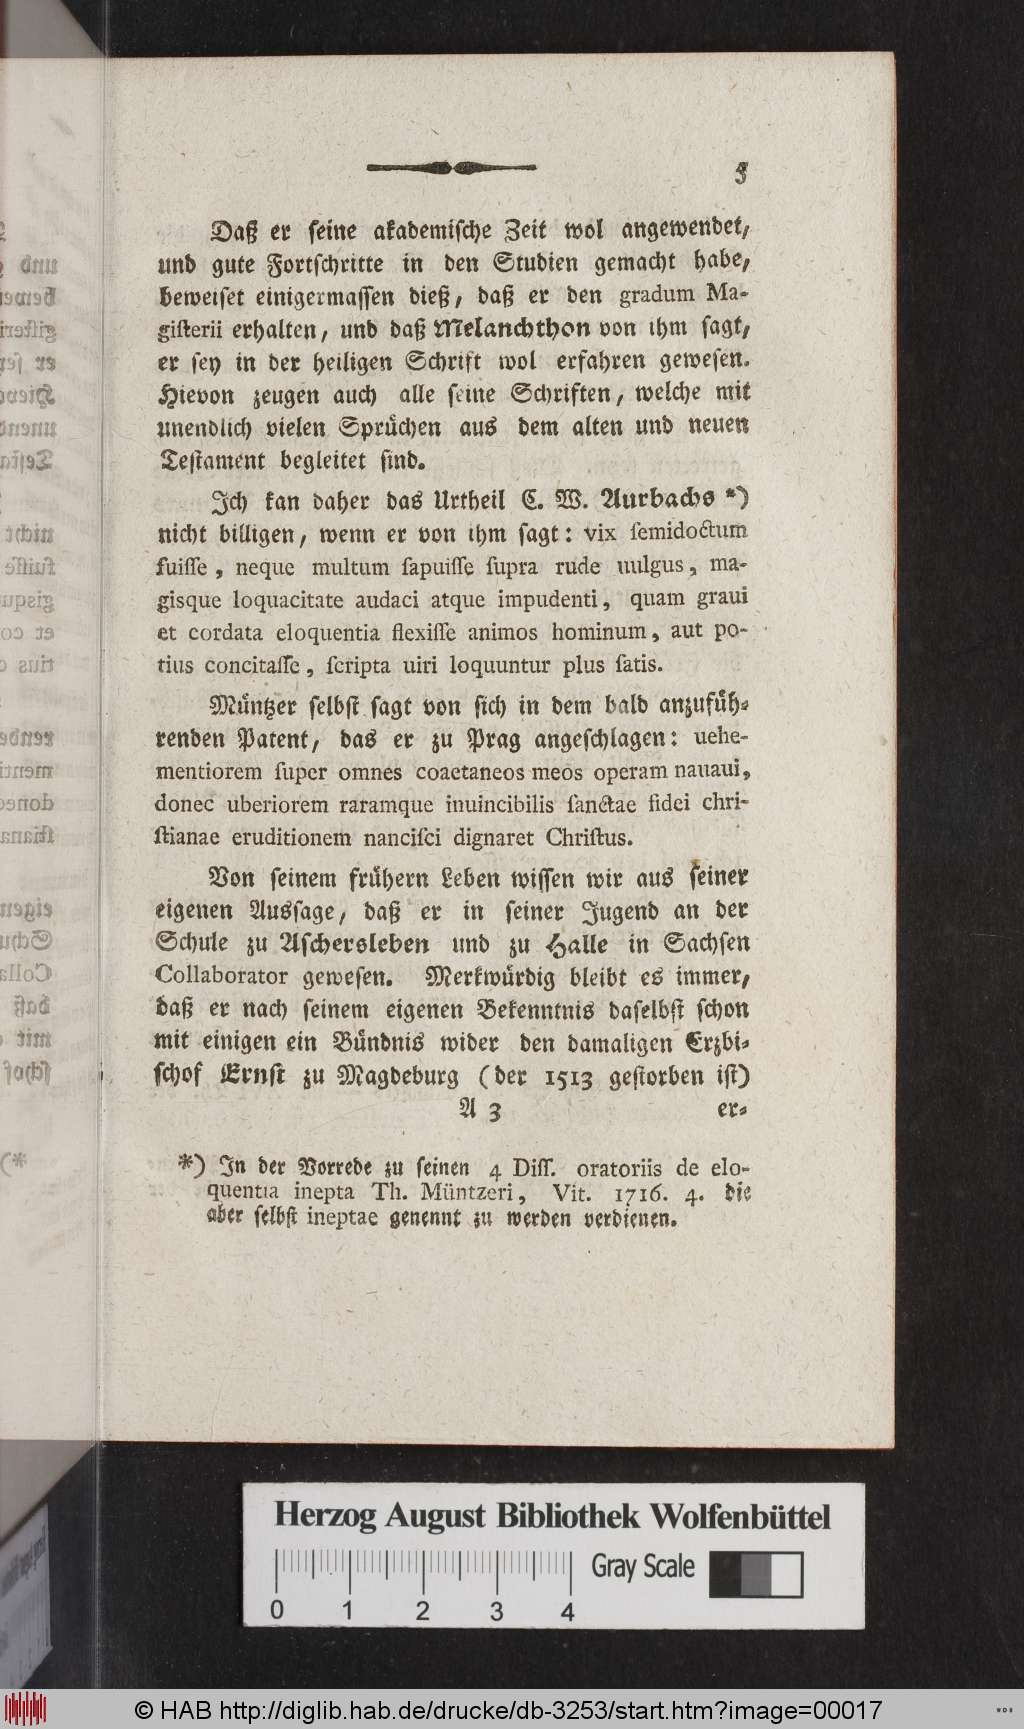 5
Daß er seine akademische Zeit wol angewendet,
und gute Fortschritte in den Studien gemacht habe,
beweiset einigermassen dieß, daß er den gradum Ma-
gisterii erhalten, und daß Melanchthon von ihm sagt,
er sey in der heiligen Schrift wol erfahren gewesen.
Hievon zeugen auch alle seine Schriften, welche mit
unendlich vielen Sprüchen aus dem alten und neuen
Testament begleitet sind.
Ich kan daher das Urtheil C. W. Aurbachs *)
nicht billigen, wenn er von ihm sagt: vix ſemidoctum
fuiſſe, neque multum ſapuiſſe ſupra rude uulgus, ma-
gisque loquacitate audaci atque impudenti, quam graui
et cordata eloquentia flexiſſe animos hominum, aut po-
tius concitaſſe, ſcripta uiri loquuntur plus ſatis.
Müntzer selbst sagt von sich in dem bald anzufüh-
renden Patent, das er zu Prag angeschlagen: uehe-
mentiorem ſuper omnes coaetaneos meos operam nauaui,
donec uberiorem raramque inuincibilis ſanctae fidei chri-
ſtianae eruditionem nanciſci dignaret Chriſtus.
Von seinem frühern Leben wissen wir aus seiner
eigenen Aussage, daß er in seiner Jugend an der
Schule zu Aschersleben und zu Halle in Sachsen
Collaborator gewesen. Merkwürdig bleibt es immer,
daß er nach seinem eigenen Bekenntnis daselbst schon
mit einigen ein Bündnis wider den damaligen Erzbi-
schof Ernst zu Magdeburg (der 1513 gestorben ist)
A 3 er-
*) In der Vorrede zu seinen 4 Diſſ. oratoriis de elo-
quentia inepta Th. Müntzeri, Vit. 1716. 4. die
aber selbst ineptae genennt zu werden verdienen.
Herzog August Bibliothek Wolfenbüttel
Gray Scale
0 1 2 3 4
© HAB http://diglib.hab.de/drucke/db-3253/start.htm?image=00017